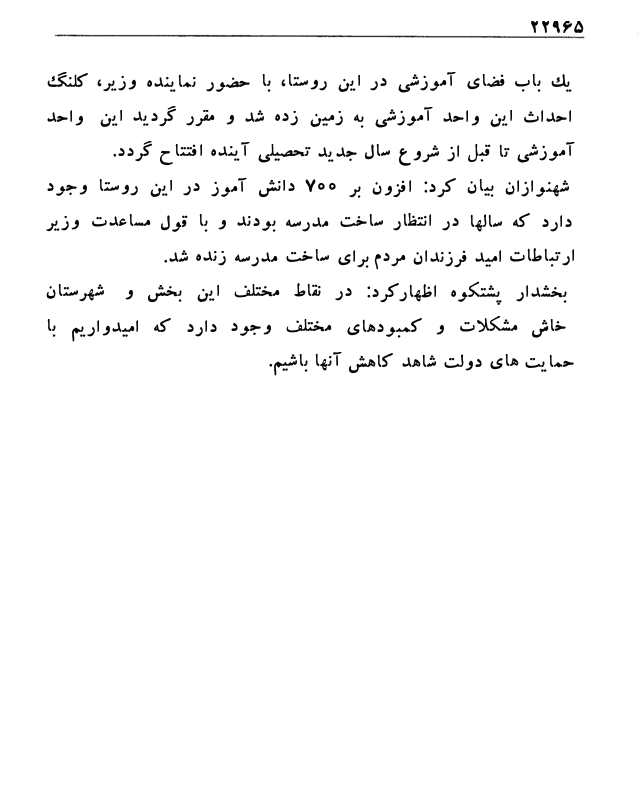 ۲۲۹۶۵
یك باب فضای آموزشی در این روستا، با حضور نماینده وزیر، کلنگ
احداث این واحد آموزشی به زمین زده شد و مقرر گردید این واحد
آموزشی تا قبل از شروع سال جدید تحصیلی آینده افتتاح گردد.
شهنوازان بیان کرد: افزون بر ۷۰۰ دانش آموز در این روستا وجود
دارد که سالها در انتظار ساخت مدرسه بودند و با قول مساعدت وزیر
ارتباطات امید فرزندان مردم برای ساخت مدرسه زنده شد.
بخشدار پشتکوه اظهارکرد: در نقاط مختلف این بخش و شهرستان
خاش مشکلات و کمبودهای مختلف وجود دارد که امیدواریم با
حمایت های دولت شاهد کاهش آنها باشیم.